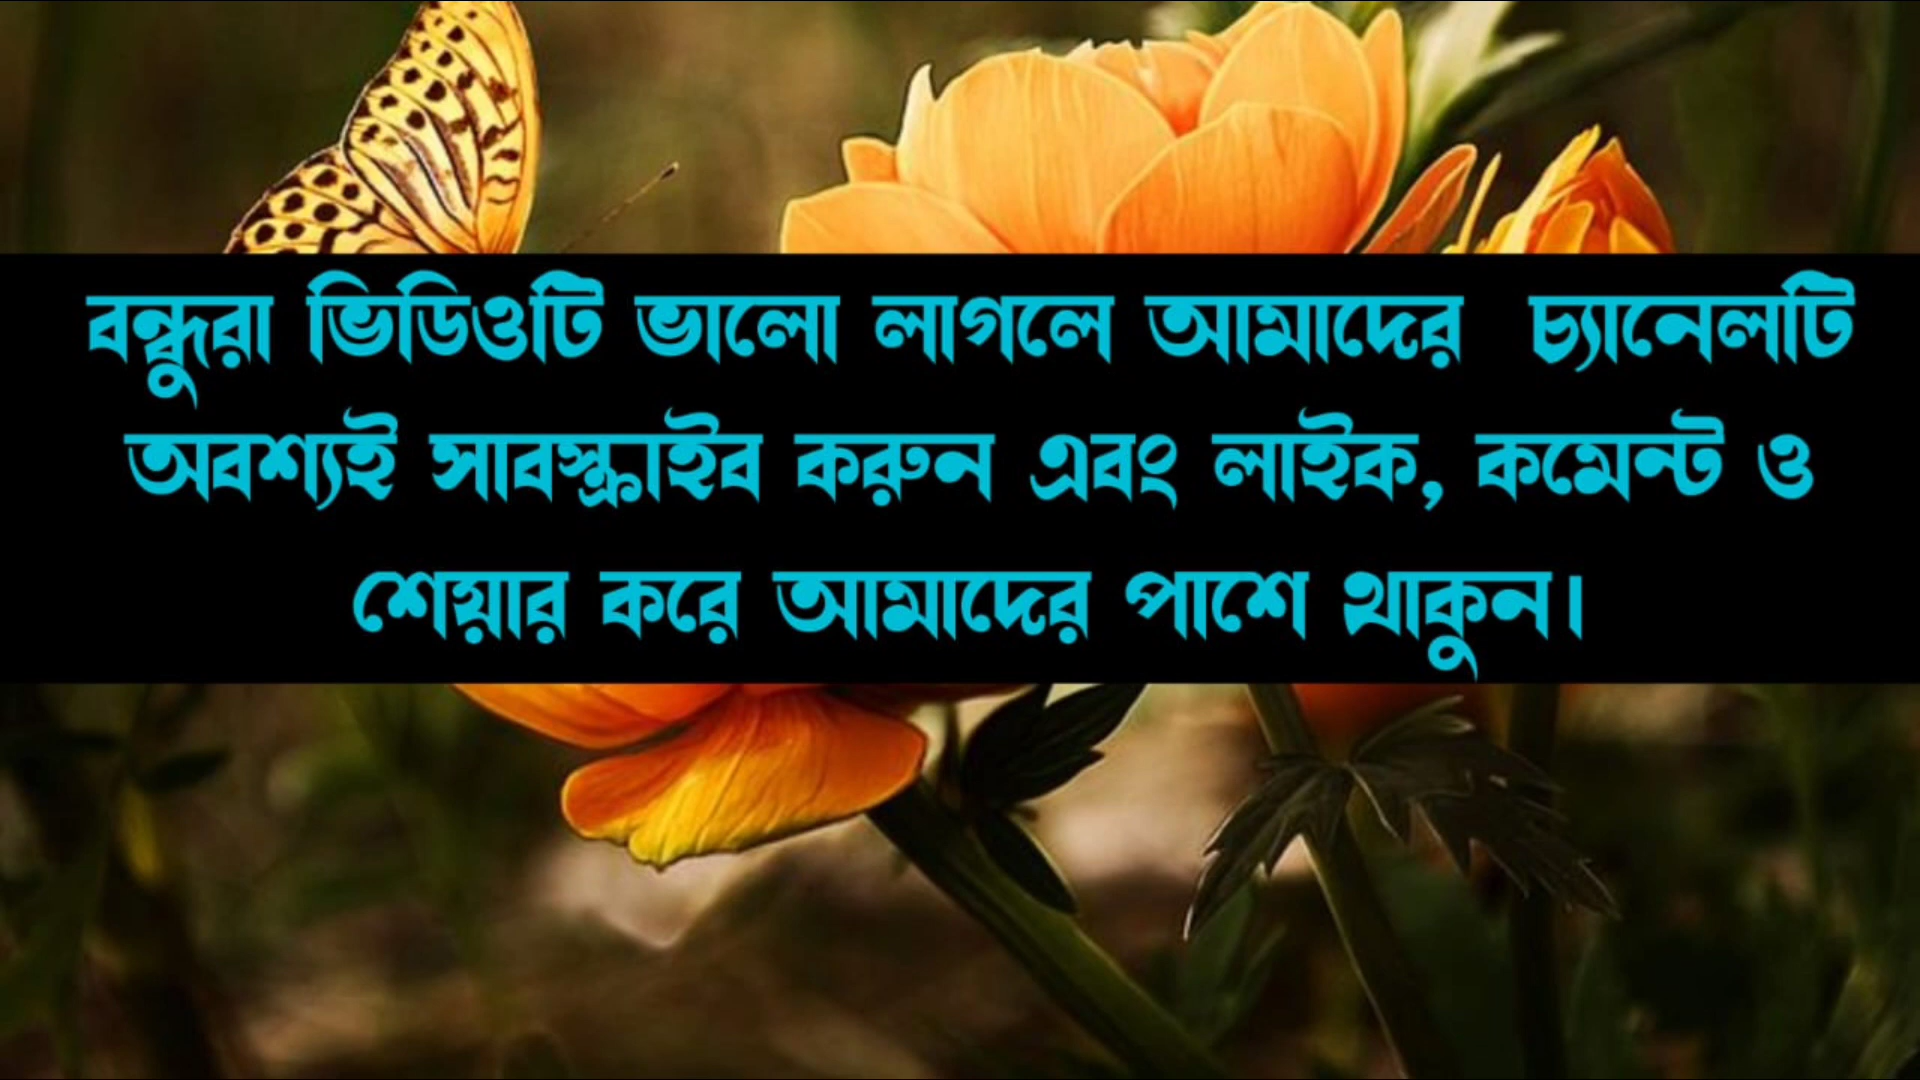 বন্ধুরা ভিডিওটি ভালো লাগলে আমাদের চ্যানেলটি
অবশ্যই সাবস্ক্রাইব করুন এবং লাইক, কমেন্ট ও
শেয়ার করে আমাদের পাশে থাকুন।